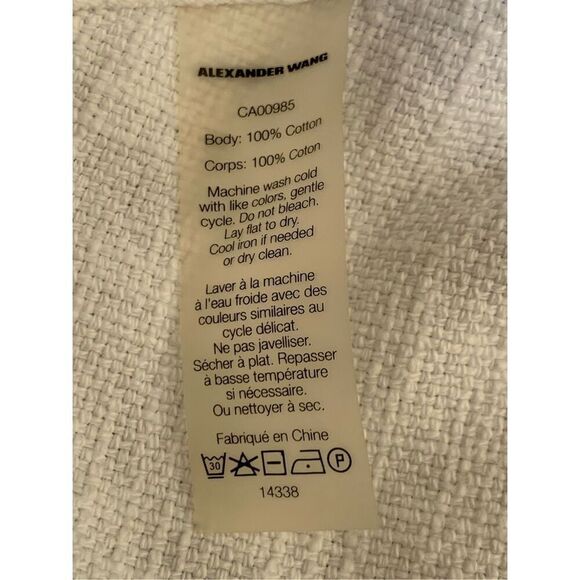 ALEXANDER WANG
CA00985
Body: 100% Cotton
Corps: 100% Coton
Machine wash cold
with like colors, gentle
cycle. Do not bleach.
Lay flat to dry.
Cool iron if needed
or dry clean.
Laver à la machine
à l'eau froide avec des
couleurs similaires au
cycle délicat.
Ne pas javelliser.
Sécher à plat. Repasser
à basse température
si nécessaire.
Ou nettoyer à sec.
Fabriqué en Chine
30 P
14338